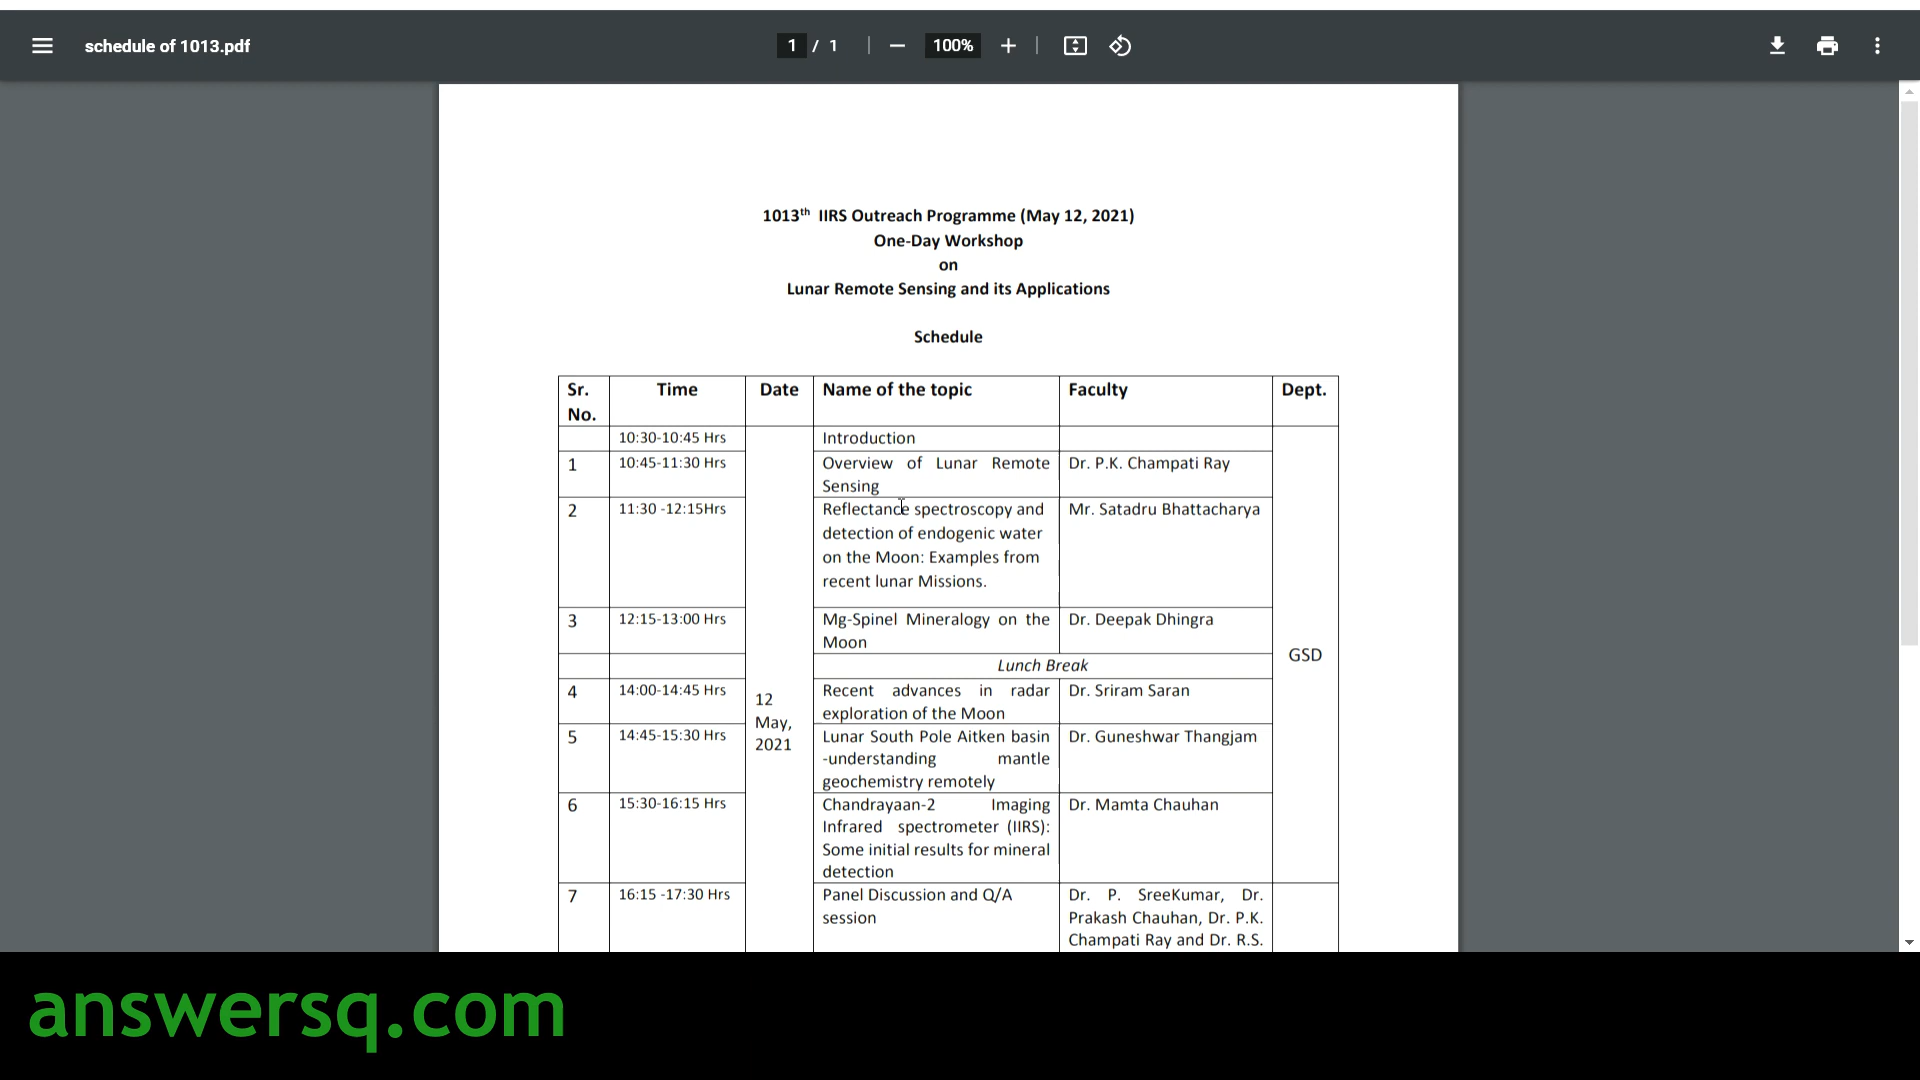 schedule of 1013.pdf
1 / 1
100%
1013th IIRS Outreach Programme (May 12, 2021)
One-Day Workshop
on
Lunar Remote Sensing and its Applications
Schedule
Sr. No. Time Date Name of the topic Faculty Dept.
10:30-10:45 Hrs Introduction
1 10:45-11:30 Hrs Overview of Lunar Remote Dr. P.K. Champati Ray
Sensing
2 11:30 -12:15Hrs Reflectance spectroscopy and Mr. Satadru Bhattacharya
detection of endogenic water
on the Moon: Examples from
recent lunar Missions.
3 12:15-13:00 Hrs Mg-Spinel Mineralogy on the Dr. Deepak Dhingra
Moon
GSD
Lunch Break
4 14:00-14:45 Hrs Recent advances in radar Dr. Sriram Saran
exploration of the Moon
12
May,
2021
5 14:45-15:30 Hrs Lunar South Pole Aitken basin Dr. Guneshwar Thangjam
-understanding mantle
geochemistry remotely
6 15:30-16:15 Hrs Chandrayaan-2 Imaging Dr. Mamta Chauhan
Infrared spectrometer (IIRS):
Some initial results for mineral
detection
7 16:15 -17:30 Hrs Panel Discussion and Q/A Dr. P. SreeKumar, Dr.
session Prakash Chauhan, Dr. P.K.
Champati Ray and Dr. R.S.
answersq.com